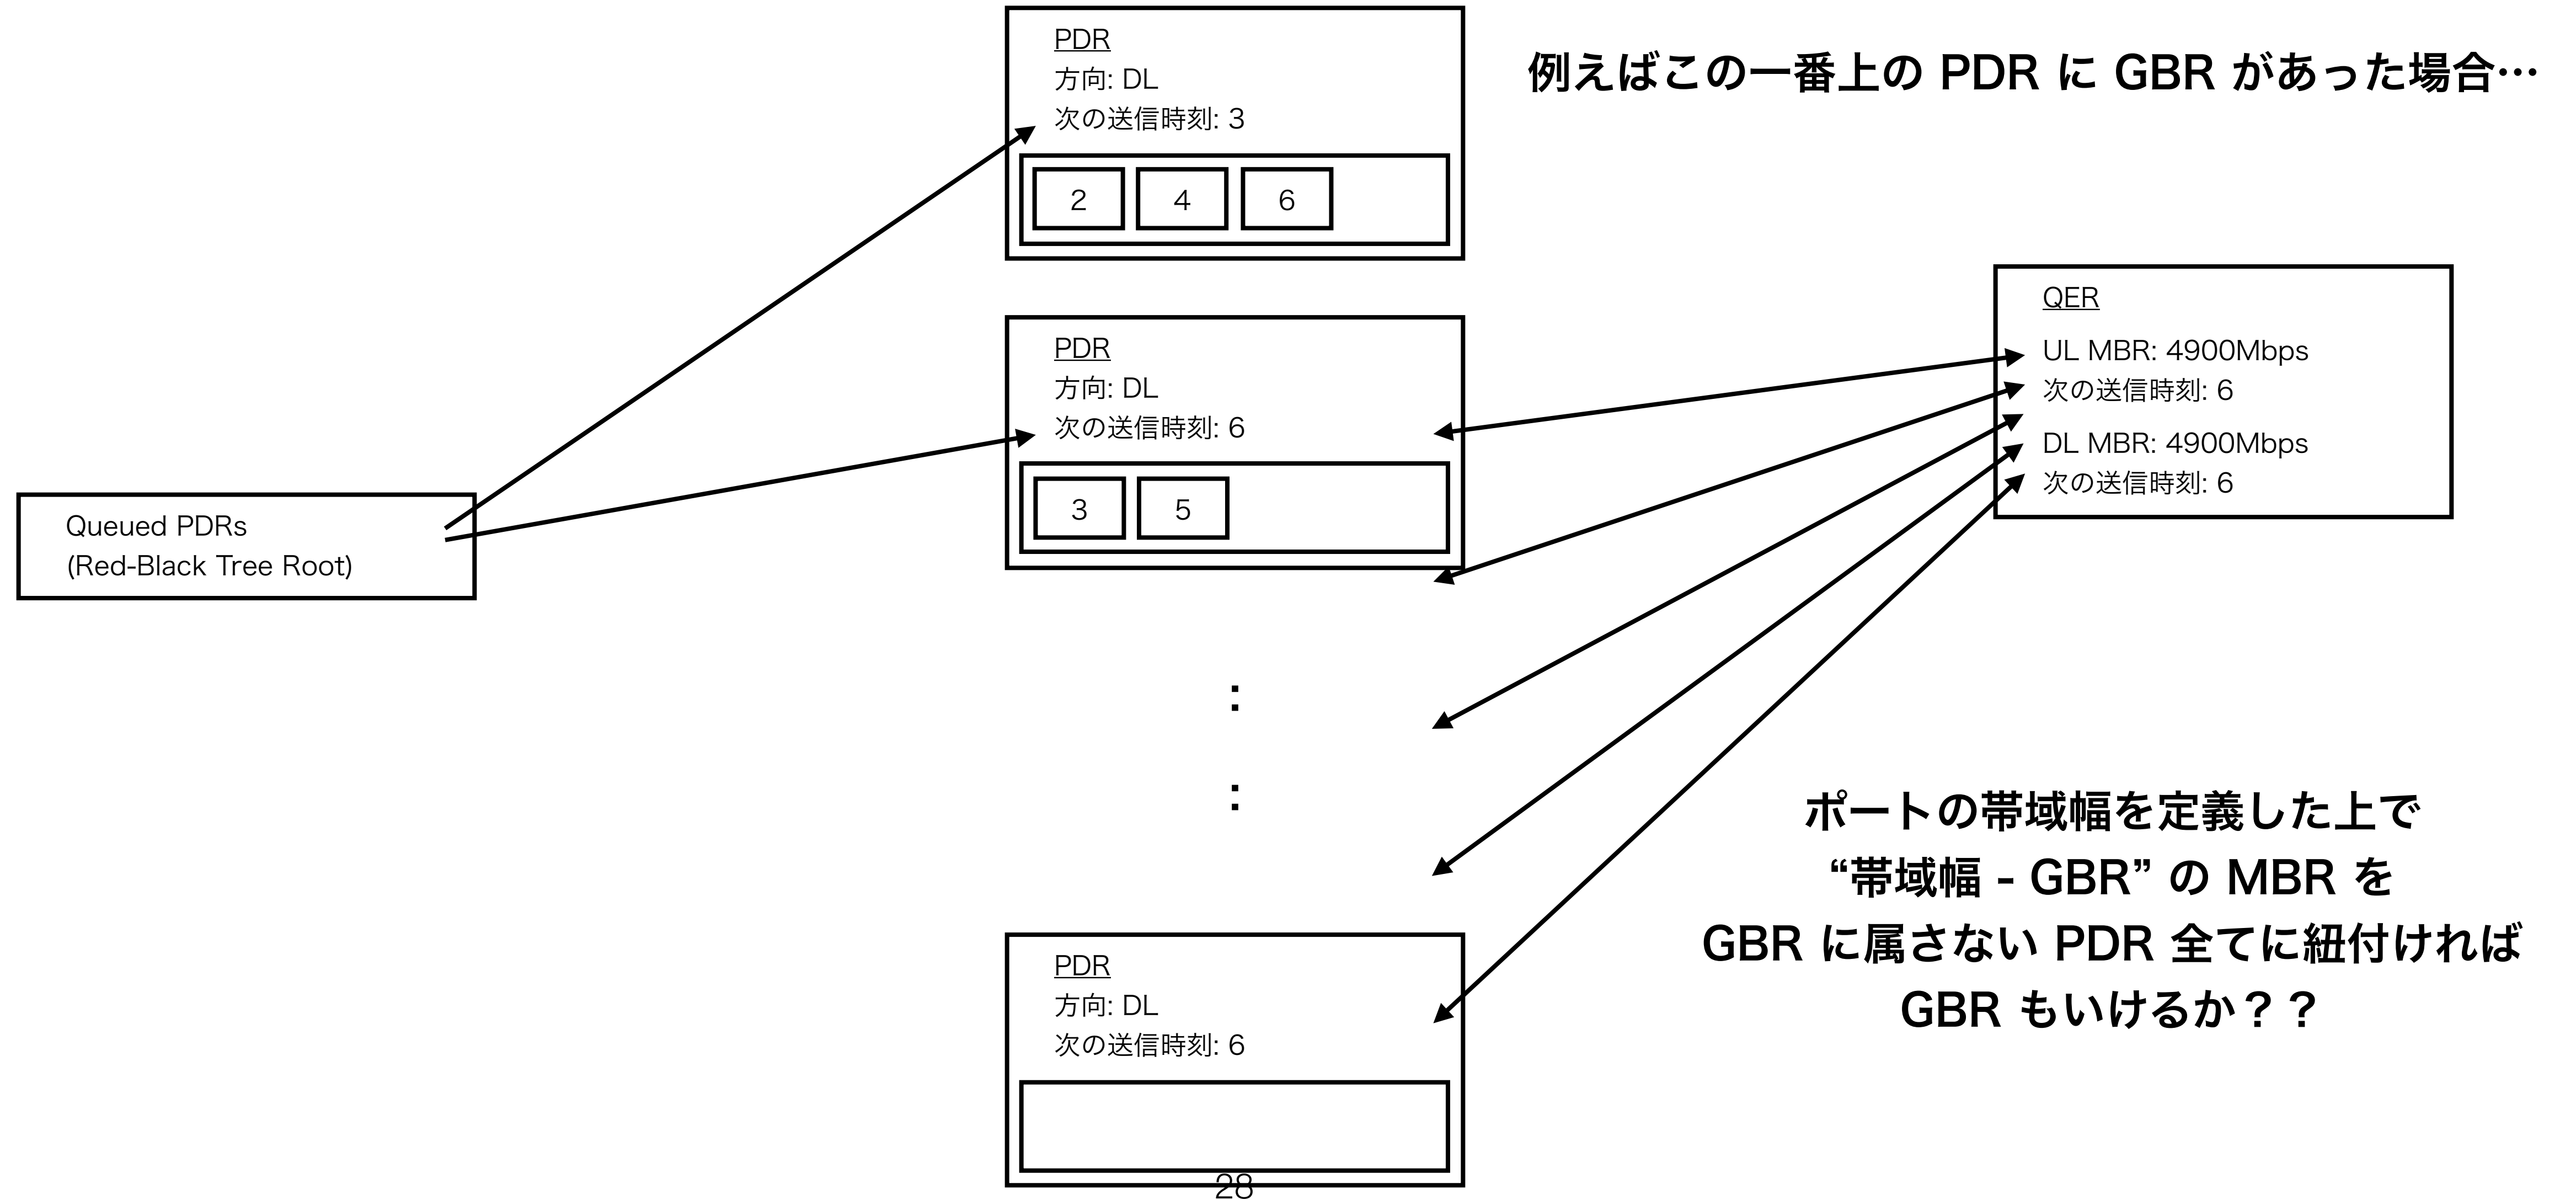 PDR
方向: DL
次の送信時刻: 3
2 4 6
例えばこの一番上の PDR に GBR があった場合…
PDR
方向: DL
次の送信時刻: 6
3 5
QER
UL MBR: 4900Mbps
次の送信時刻: 6
DL MBR: 4900Mbps
次の送信時刻: 6
Queued PDRs
(Red-Black Tree Root)
:
:
ポートの帯域幅を定義した上で
“帯域幅 - GBR” の MBR を
GBR に属さない PDR 全てに紐付ければ
GBR もいけるか？？
PDR
方向: DL
次の送信時刻: 6
28